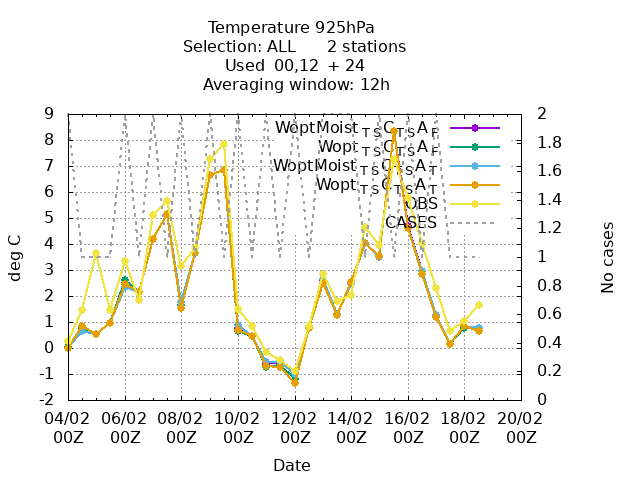 Temperature 925hPa
Selection: ALL 2 stations
Used 00,12 + 24
Averaging window: 12h
WoptMoist_TSC_TSA_F
Wopt_TSC_TSA_F
WoptMoist_TSC_TSA_T
Wopt_TSC_TSA_T
OBS
CASES
9
8
7
6
5
4
3
2
1
0
-1
-2
deg C
2
1.8
1.6
1.4
1.2
1
0.8
0.6
0.4
0.2
0
No cases
04/02 06/02 08/02 10/02 12/02 14/02 16/02 18/02 20/02
00Z 00Z 00Z 00Z 00Z 00Z 00Z 00Z 00Z
Date